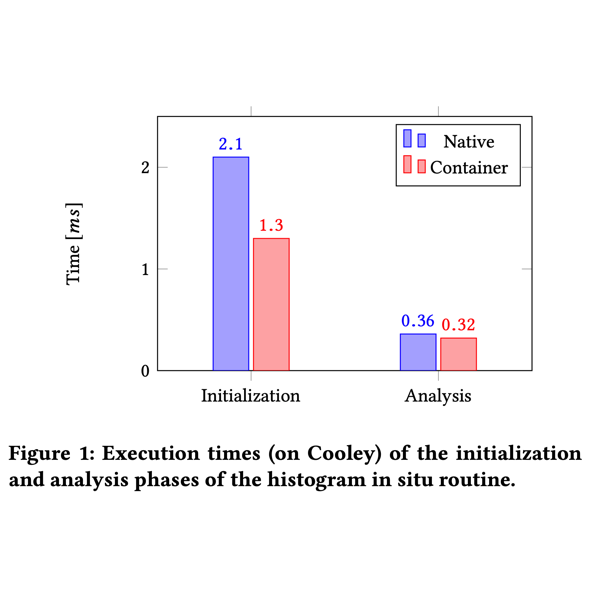 2.1
1.3
0.36
0.32
Native
Container
2
1
0
Time [ms]
Initialization
Analysis
Figure 1: Execution times (on Cooley) of the initialization
and analysis phases of the histogram in situ routine.